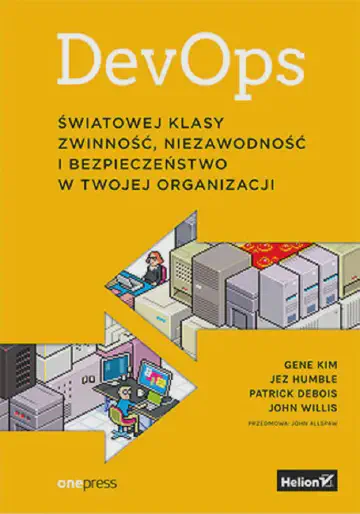 DevOps
ŚWIATOWEJ KLASY
ZWINNOŚĆ, NIEZAWODNOŚĆ
I BEZPIECZEŃSTWO
W TWOJEJ ORGANIZACJI
GENE KIM
JEZ HUMBLE
PATRICK DEBOIS
JOHN WILLIS
PRZEDMOWA: JOHN ALLSPAW
onepress
Helion